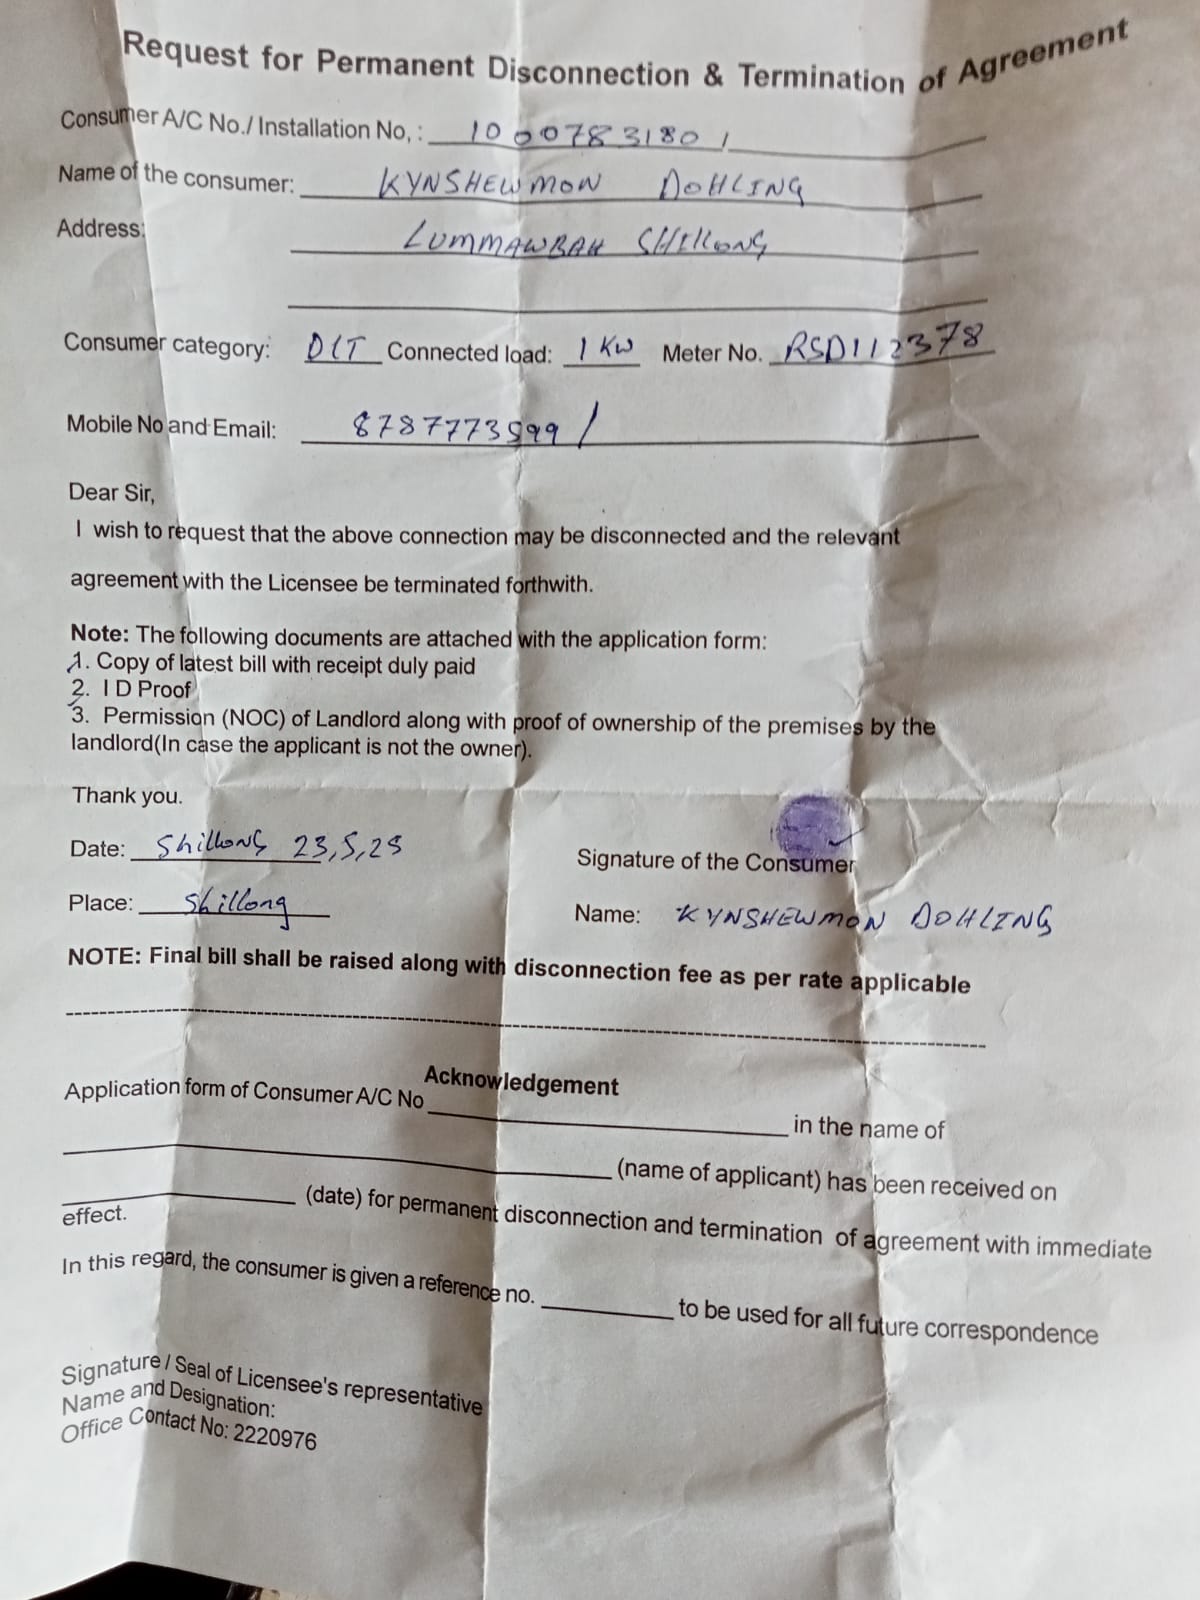 Request for Permanent Disconnection & Termination of Agreement
Consumer A/C No./ Installation No, : 10000783180 /
Name of the consumer: KYNSHEWMON DOHLING
Address: LUMMAWBAH SHILLONG
Consumer category: DLT Connected load: 1 KW Meter No. RSD112378
Mobile No and Email: 8787773599 /
Dear Sir,
I wish to request that the above connection may be disconnected and the relevant
agreement with the Licensee be terminated forthwith.
Note: The following documents are attached with the application form:
1. Copy of latest bill with receipt duly paid
2. I D Proof
3. Permission (NOC) of Landlord along with proof of ownership of the premises by the
landlord(In case the applicant is not the owner).
Thank you.
Date: Shillong 23,5,25
Signature of the Consumer
Place: Shillong
Name: KYNSHEWMON DOHLING
NOTE: Final bill shall be raised along with disconnection fee as per rate applicable
Acknowledgement
Application form of Consumer A/C No in the name of
(name of applicant) has been received on
(date) for permanent disconnection and termination of agreement with immediate
effect.
In this regard, the consumer is given a reference no. to be used for all future correspondence
Signature / Seal of Licensee's representative
Name and Designation:
Office Contact No: 2220976